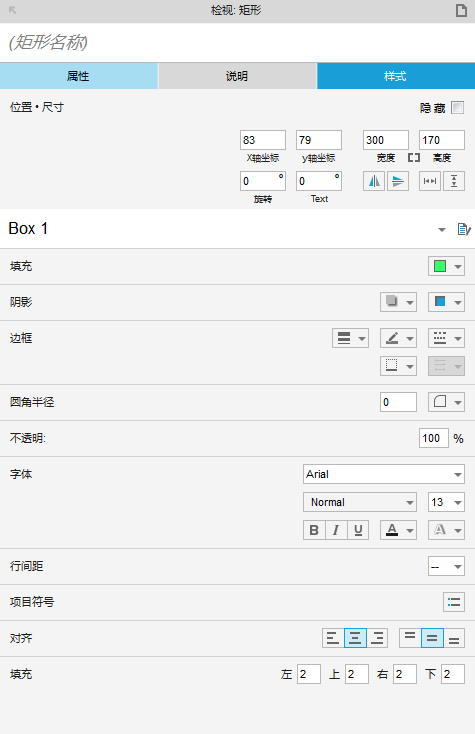 检视: 矩形
(矩形名称)
属性 说明 样式
位置 • 尺寸 隐藏
83 79 300 170
X轴坐标 y轴坐标 宽度 高度
0° 0°
旋转 Text
Box 1
填充
阴影
边框
圆角半径 0
不透明: 100 %
字体 Arial
Normal 13
B I U A A
行间距 --
项目符号
对齐
填充 左 2 上 2 右 2 下 2